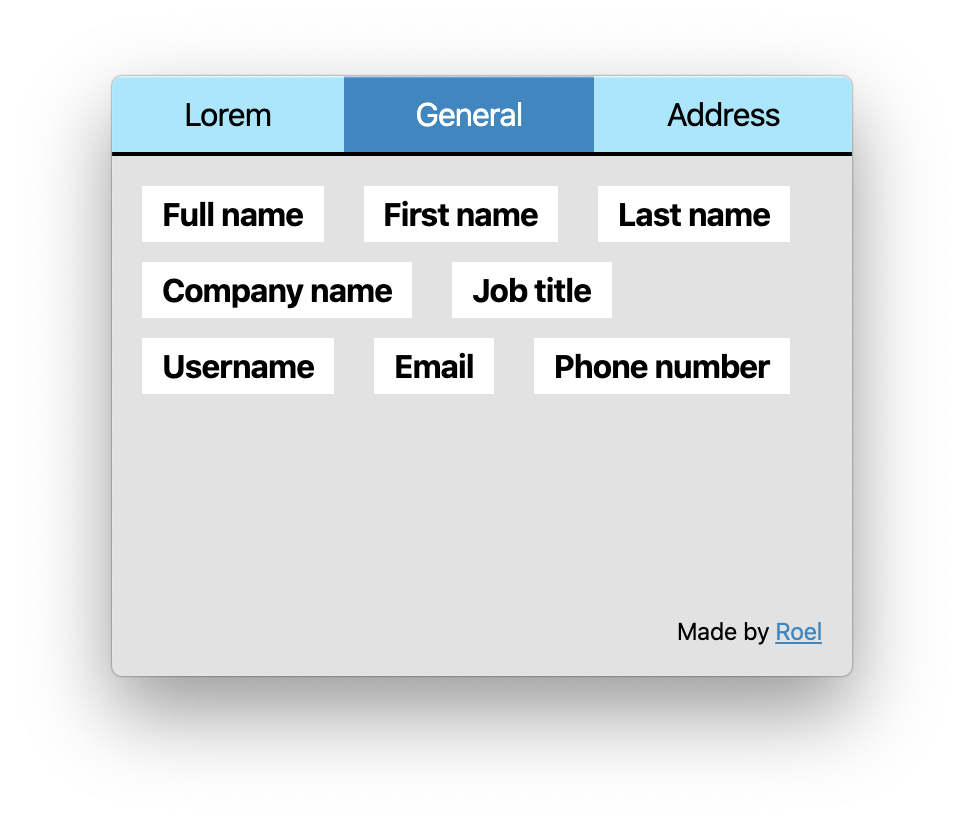 Lorem General Address
Full name First name Last name
Company name Job title
Username Email Phone number
Made by Roel